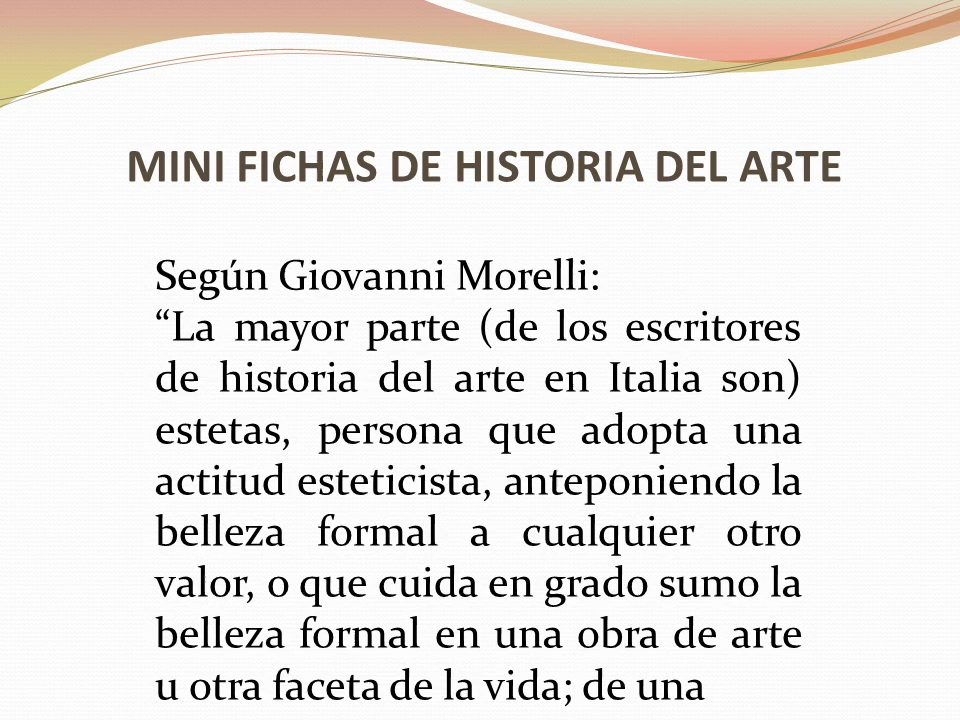 MINI FICHAS DE HISTORIA DEL ARTE
Según Giovanni Morelli:
“La mayor parte (de los escritores
de historia del arte en Italia son)
estetas, persona que adopta una
actitud esteticista, anteponiendo la
belleza formal a cualquier otro
valor, o que cuida en grado sumo la
belleza formal en una obra de arte
u otra faceta de la vida; de una